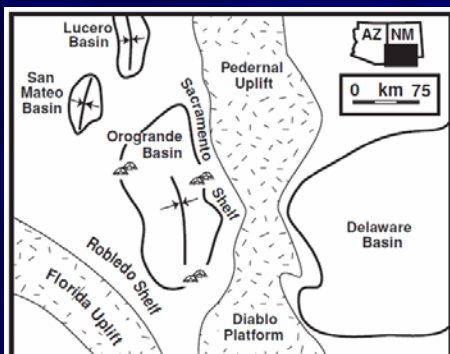 Lucero
Basin
San
Mateo
Basin
Orogrande
Basin
Sacramento
Shelf
Pedernal
Uplift
AZ NM
0 km 75
Delaware
Basin
Robledo Shelf
Florida Uplift
Diablo
Platform